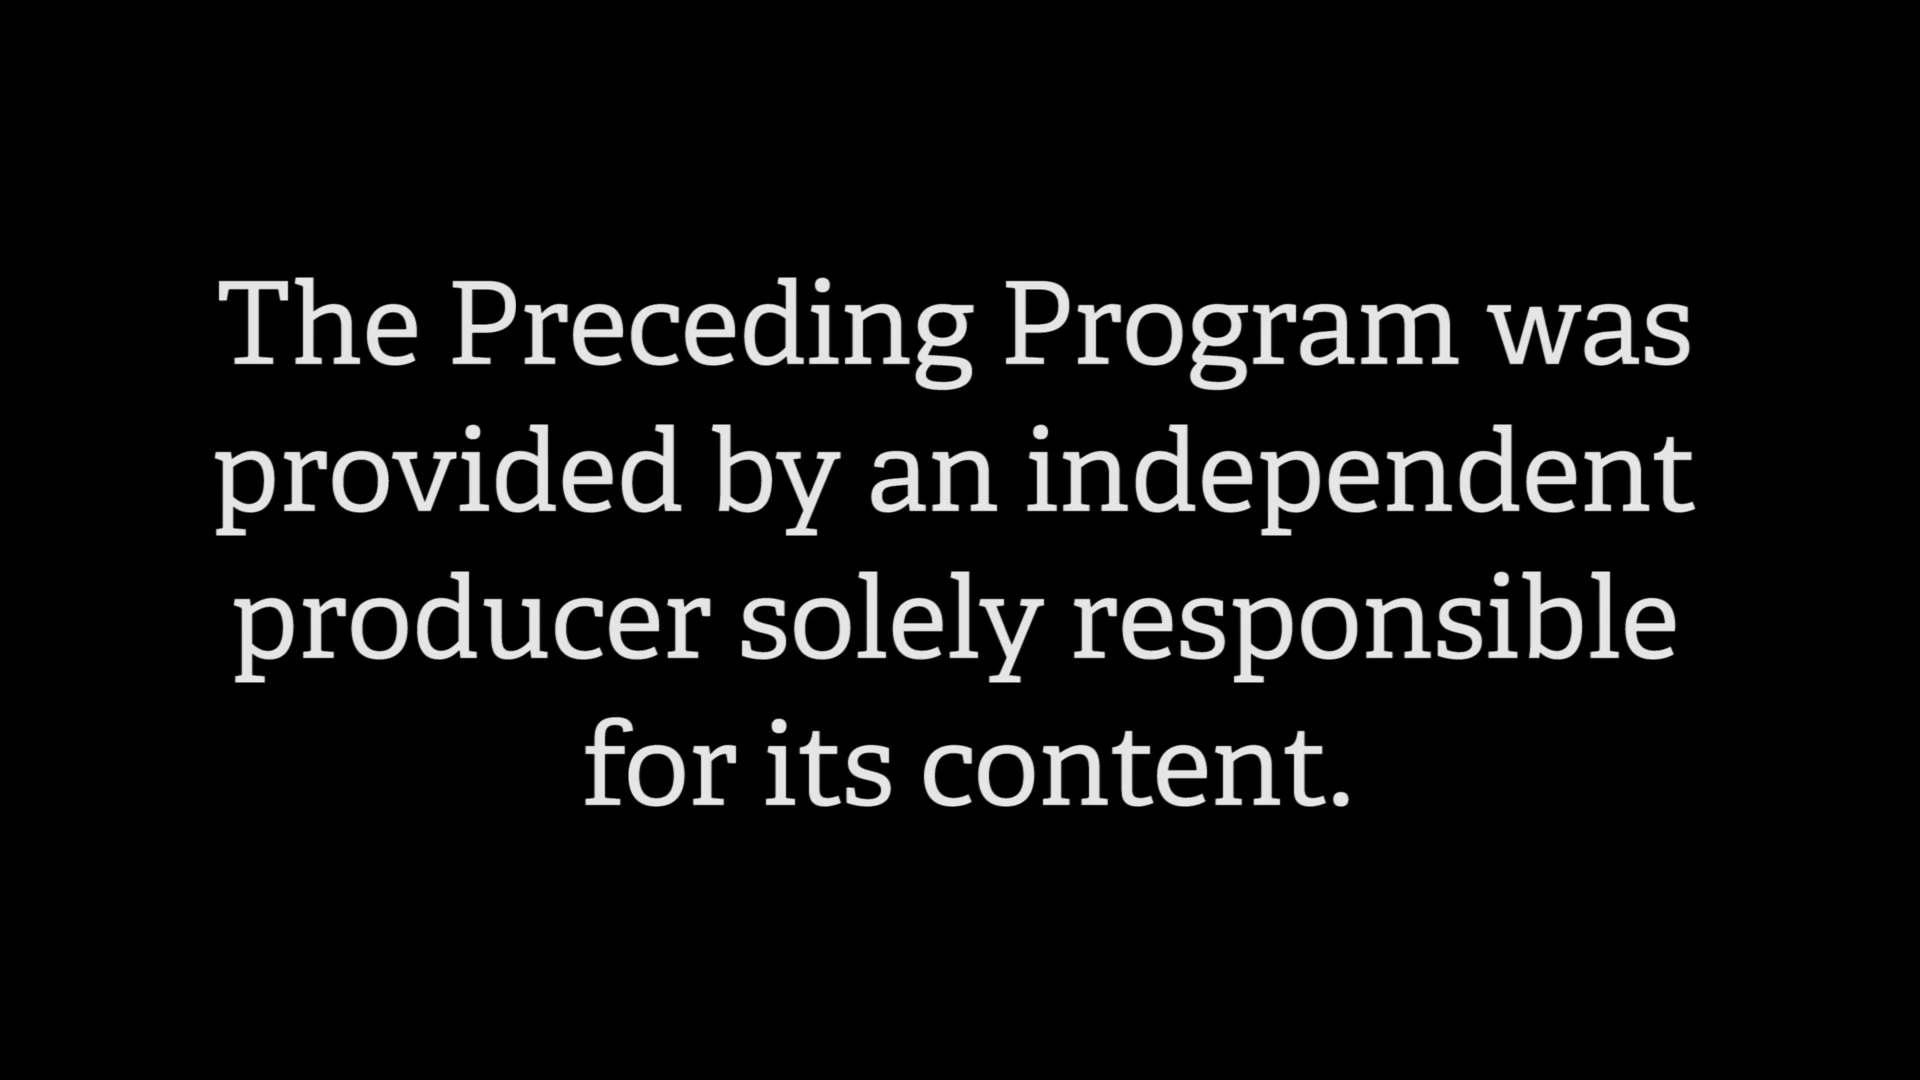 The Preceding Program was
provided by an independent
producer solely responsible
for its content.